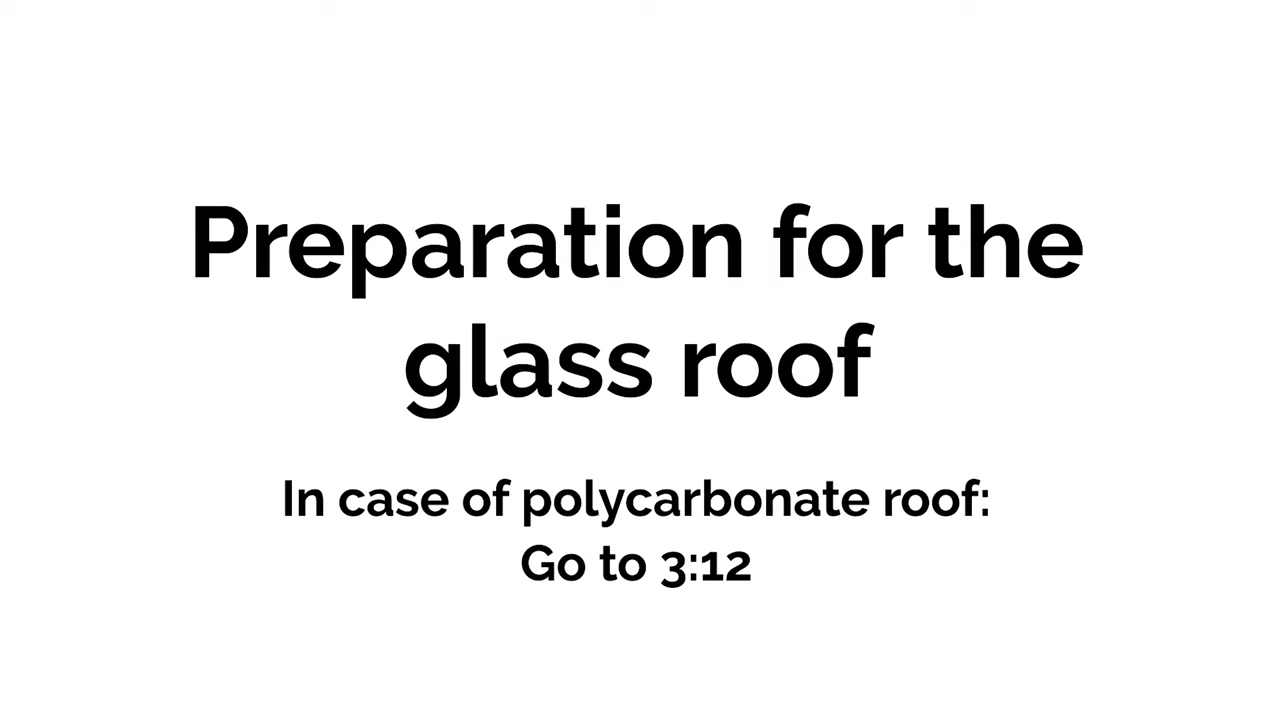 Preparation for the
glass roof
In case of polycarbonate roof:
Go to 3:12